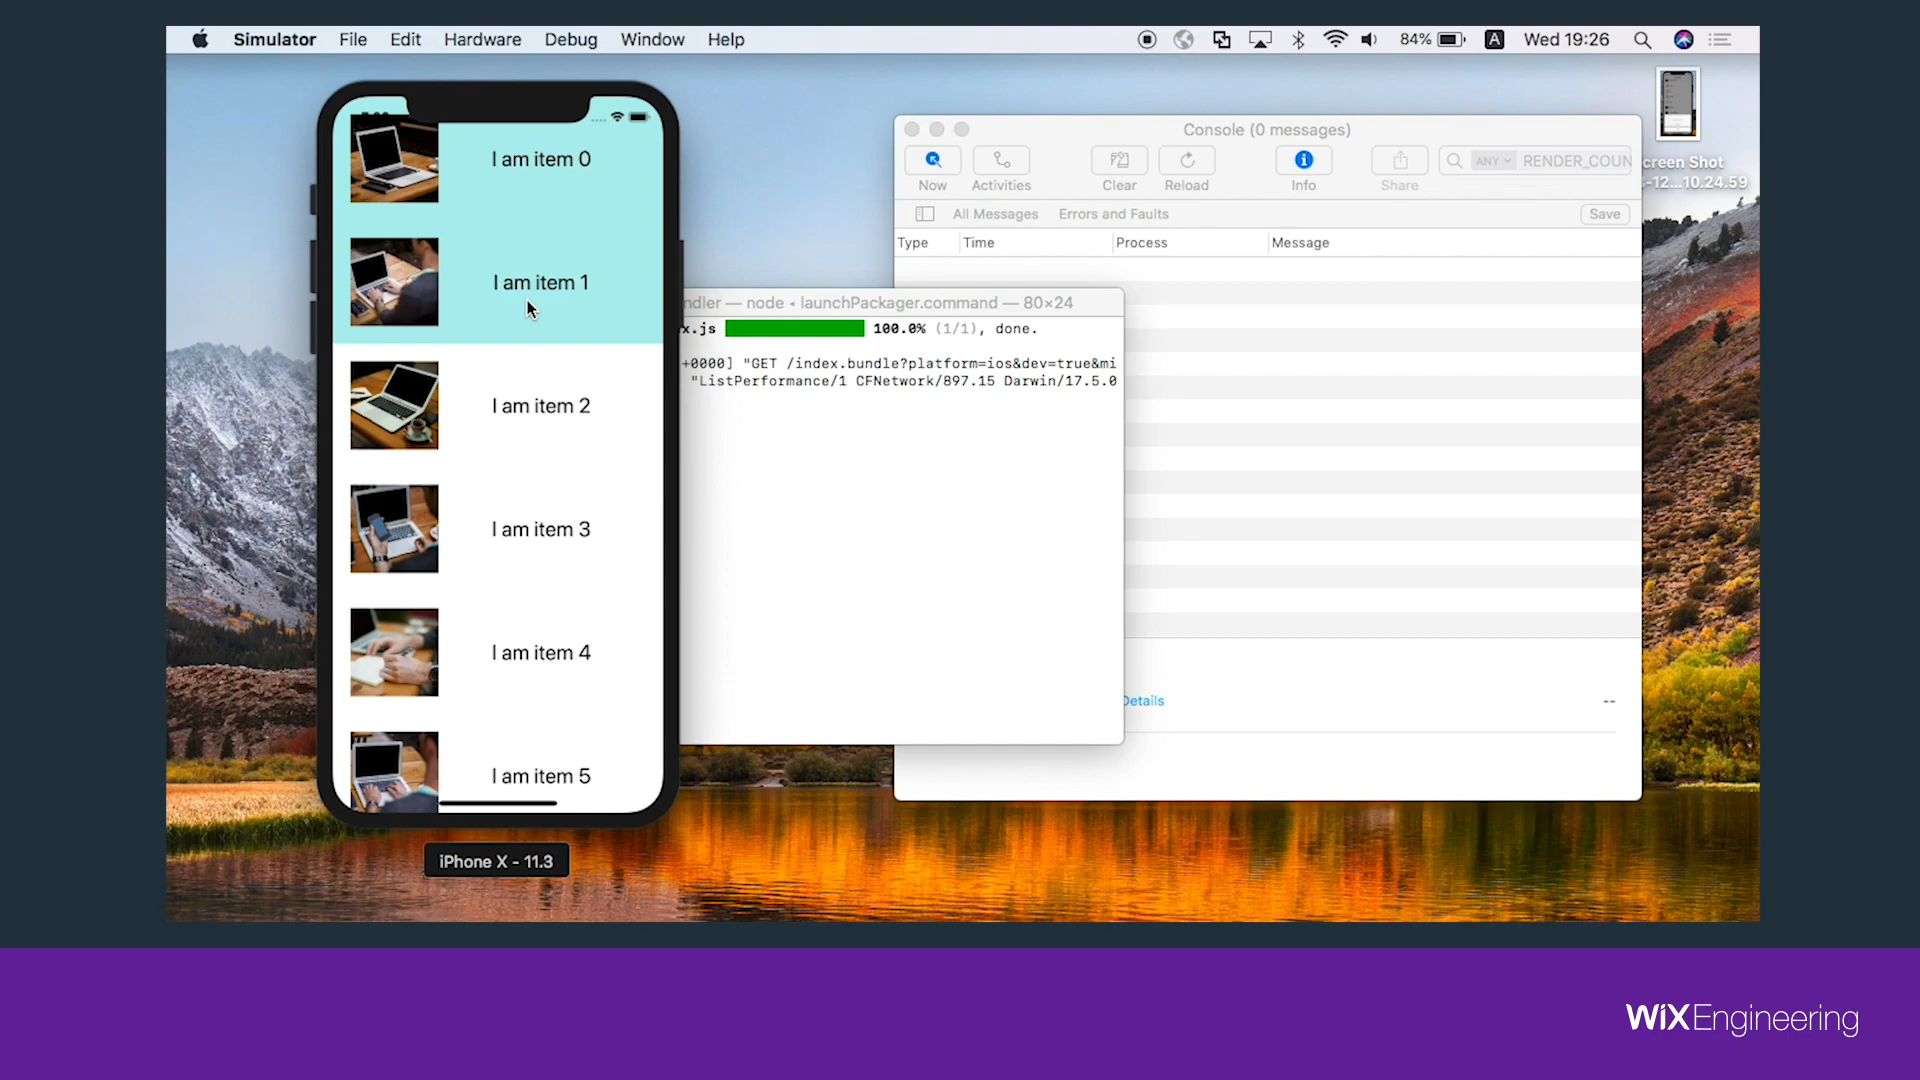 Simulator File Edit Hardware Debug Window Help
84% A Wed 19:26
I am item 0
I am item 1
I am item 2
I am item 3
I am item 4
I am item 5
iPhone X - 11.3
Console (0 messages)
Now Activities Clear Reload Info Share
ANY RENDER_COUN
All Messages Errors and Faults Save
Type Time Process Message
ndler — node • launchPackager.command — 80×24
x.js 100.0% (1/1), done.
+0000] "GET /index.bundle?platform=ios&dev=true&mi
"ListPerformance/1 CFNetwork/897.15 Darwin/17.5.0
Details --
creen Shot
-12...10.24.59
WiX Engineering